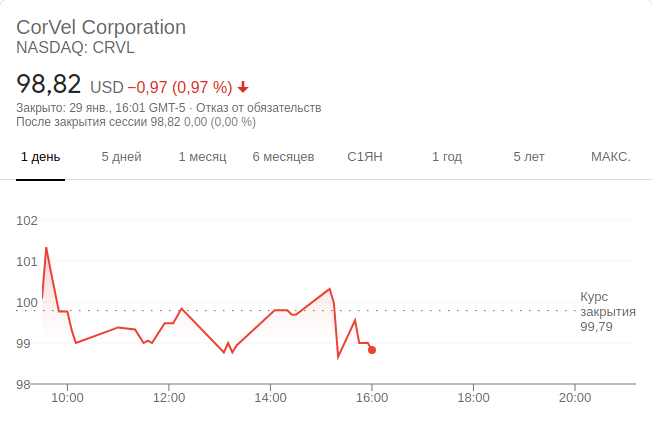 CorVel Corporation
NASDAQ: CRVL
98,82 USD −0,97 (0,97 %)
Закрыто: 29 янв., 16:01 GMT-5 · Отказ от обязательств
После закрытия сессии 98,82 0,00 (0,00 %)
1 день 5 дней 1 месяц 6 месяцев С1ЯН 1 год 5 лет МАКС.
102
101
100
99
98
Курс
закрытия
99,79
10:00 12:00 14:00 16:00 18:00 20:00